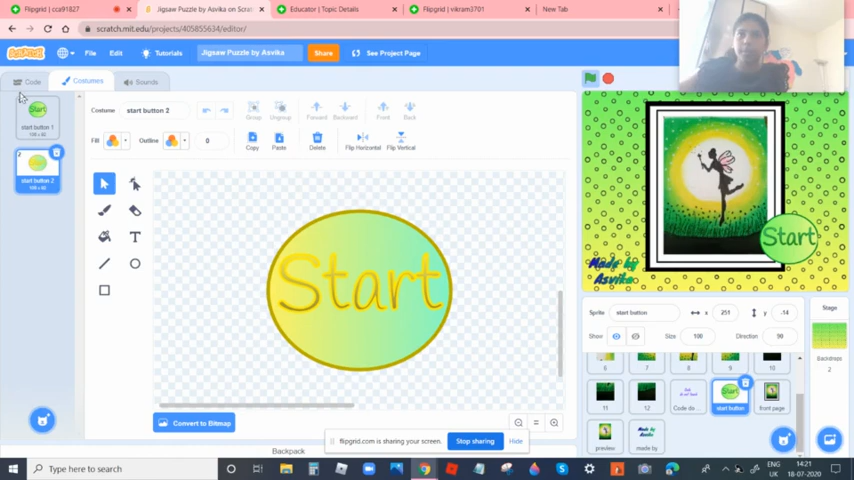 Flipgrid | cca91827
Jigsaw Puzzle by Asvika on Scra
Educator | Topic Details
Flipgrid | vikram3701
New Tab
scratch.mit.edu/projects/405855634/editor/
SCRATCH
File
Edit
Tutorials
Jigsaw Puzzle by Asvika
Share
See Project Page
Code
Costumes
Sounds
Costume
start button 2
Group
Ungroup
Forward
Backward
Front
Back
Fill
Outline
0
Copy
Paste
Delete
Flip Horizontal
Flip Vertical
Start
start button 1
2
start button 2
Start
Start
Made by
Asvika
Sprite
start button
x
251
y
-14
Show
Size
100
Direction
90
Stage
Backdrops
2
6
7
8
9
10
11
12
Code do ...
start button
front page
preview
made by
Convert to Bitmap
Backpack
flipgrid.com is sharing your screen.
Stop sharing
Hide
Type here to search
ENG
UK
14:21
18-07-2020